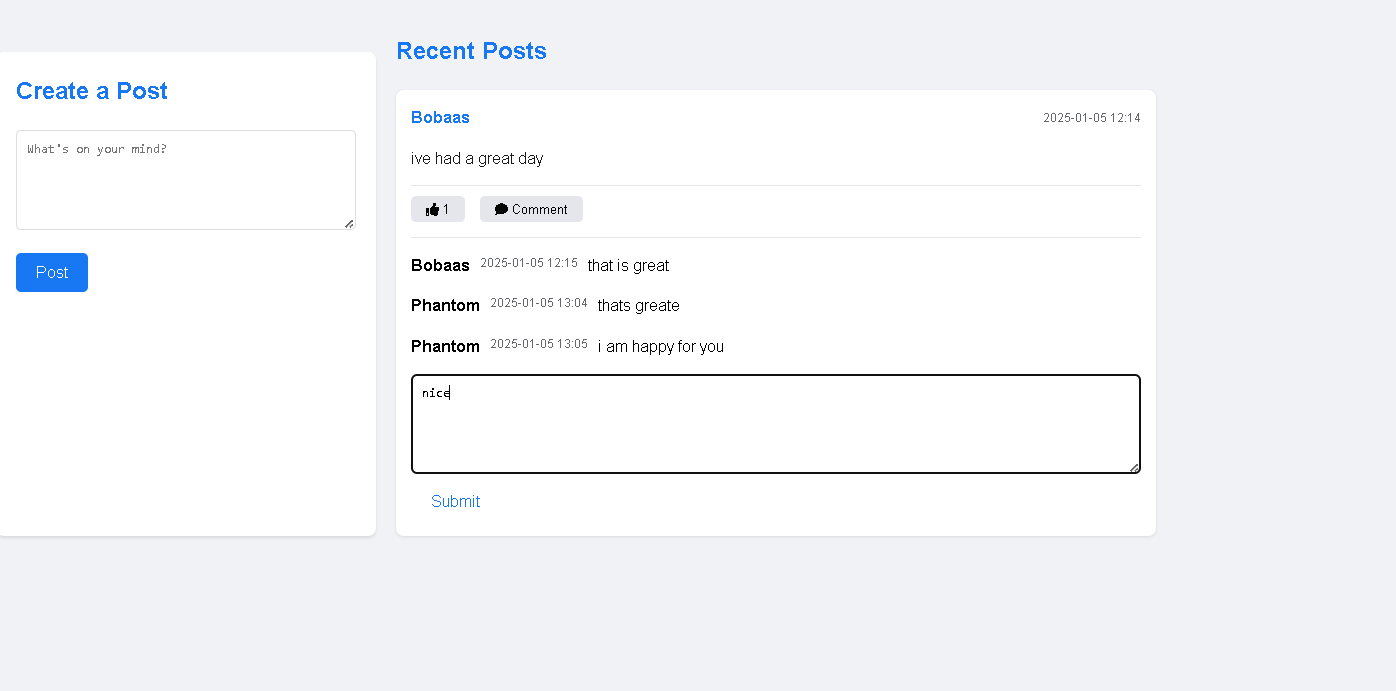 Create a Post
What's on your mind?
Post
Recent Posts
Bobaas 2025-01-05 12:14
ive had a great day
1 Comment
Bobaas 2025-01-05 12:15 that is great
Phantom 2025-01-05 13:04 thats greate
Phantom 2025-01-05 13:05 i am happy for you
nice
Submit